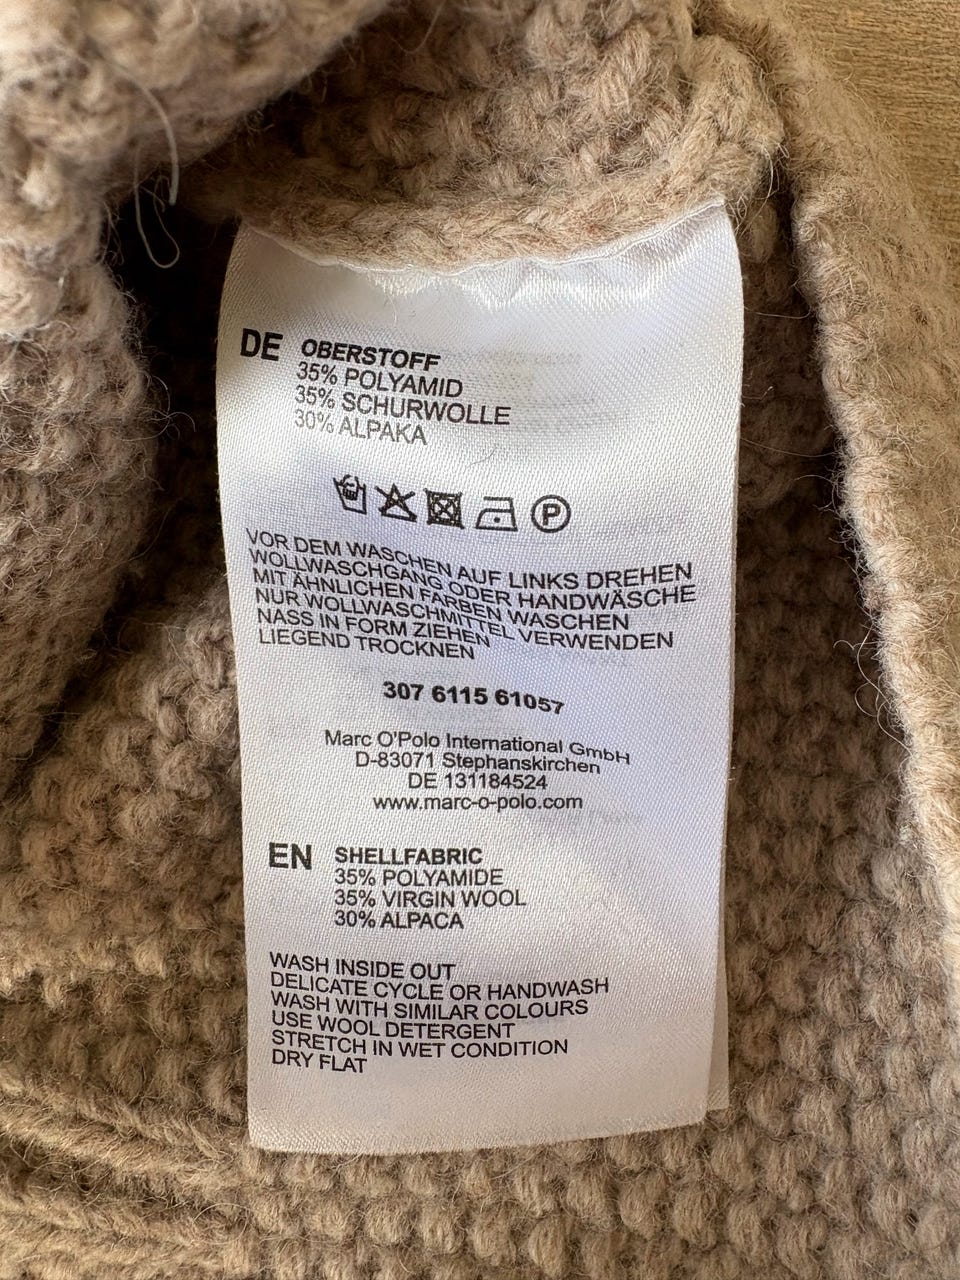 DE OBERSTOFF
35% POLYAMID
35% SCHURWOLLE
30% ALPAKA
P
VOR DEM WASCHEN AUF LINKS DREHEN
WOLLWASCHGANG ODER HANDWÄSCHE
MIT ÄHNLICHEN FARBEN WASCHEN
NUR WOLLWASCHMITTEL VERWENDEN
NASS IN FORM ZIEHEN
LIEGEND TROCKNEN
307 6115 61057
Marc O'Polo International GmbH
D-83071 Stephanskirchen
DE 131184524
www.marc-o-polo.com
EN SHELLFABRIC
35% POLYAMIDE
35% VIRGIN WOOL
30% ALPACA
WASH INSIDE OUT
DELICATE CYCLE OR HANDWASH
WASH WITH SIMILAR COLOURS
USE WOOL DETERGENT
STRETCH IN WET CONDITION
DRY FLAT